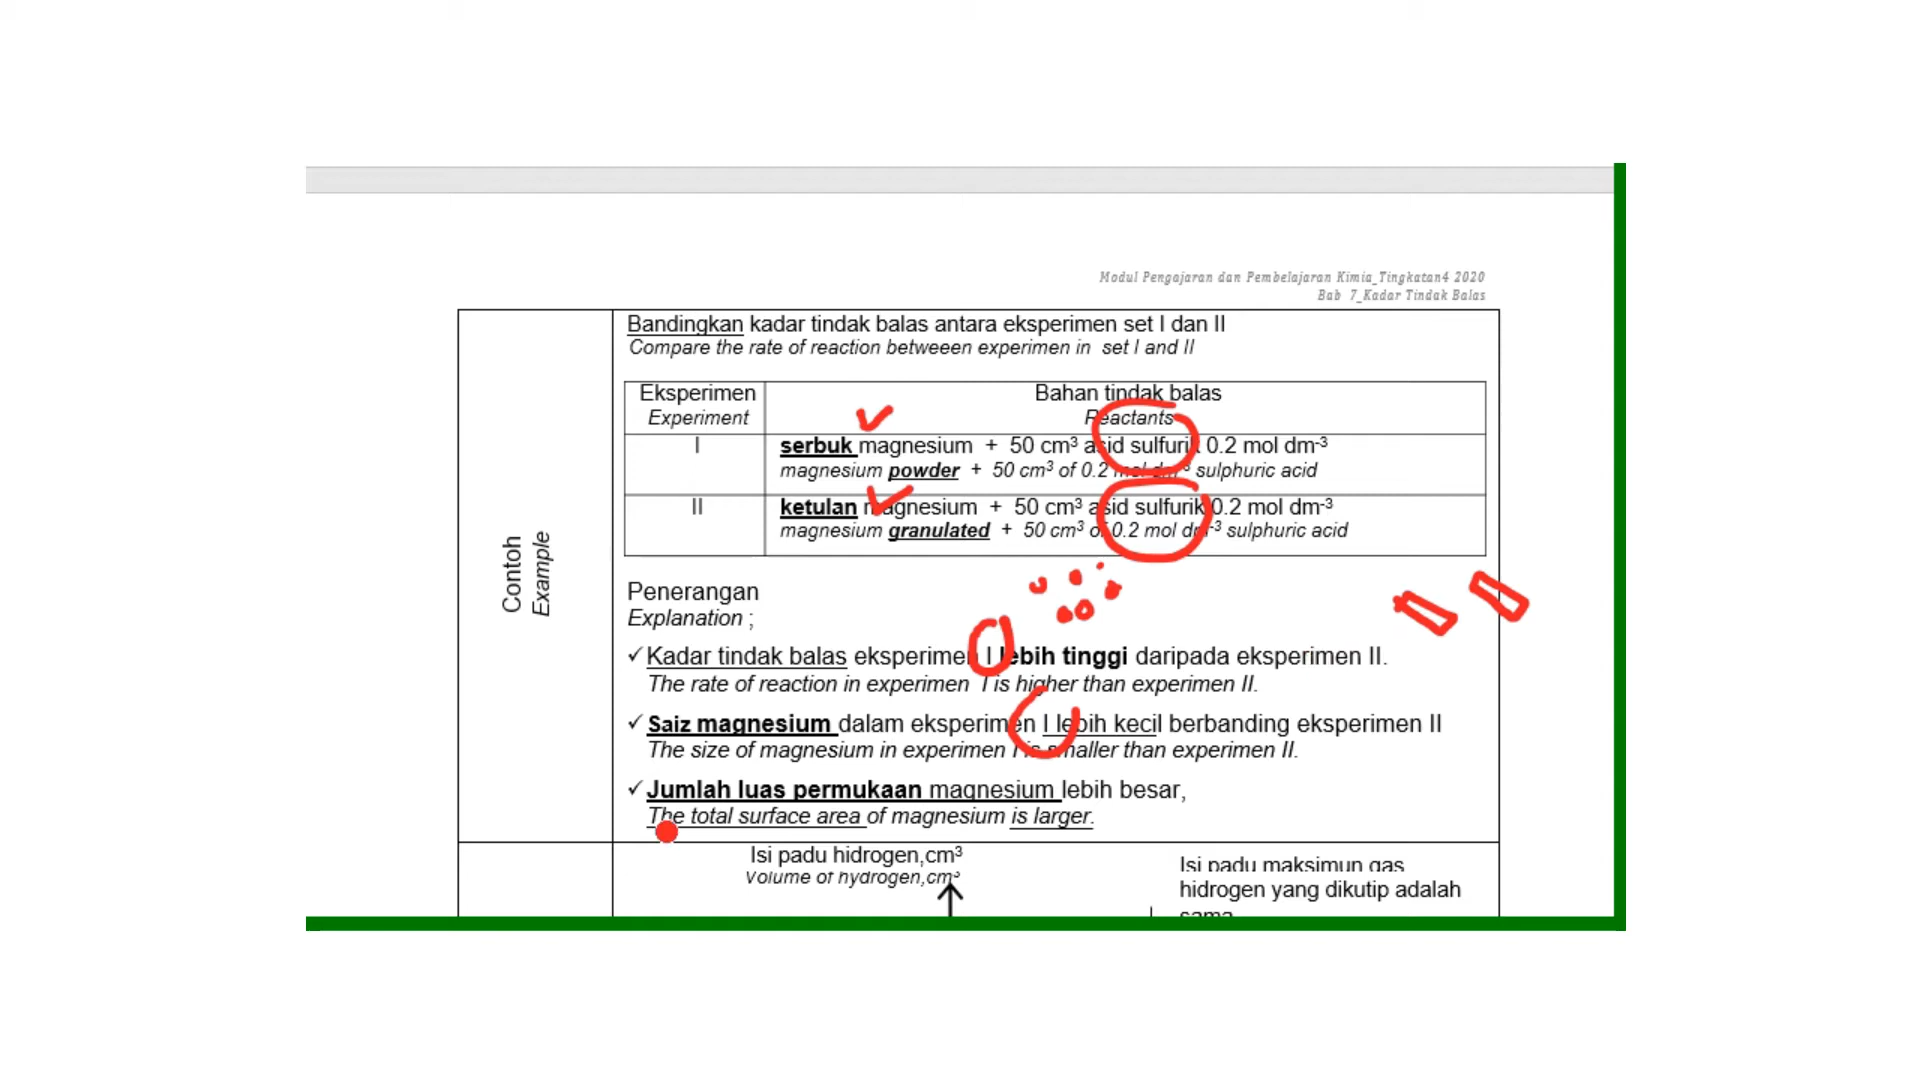 Modul Pengajaran dan Pembelajaran Kimia_Tingkatan4 2020
Bab 7_Kadar Tindak Balas
Bandingkan kadar tindak balas antara eksperimen set I dan II
Compare the rate of reaction betweeen experimen in set I and II
Eksperimen
Experiment
Bahan tindak balas
Reactants
I
serbuk magnesium + 50 cm³ asid sulfurik 0.2 mol dm-³
magnesium powder + 50 cm³ of 0.2 mol dm-³ sulphuric acid
II
ketulan magnesium + 50 cm³ asid sulfurik 0.2 mol dm-³
magnesium granulated + 50 cm³ of 0.2 mol dm-³ sulphuric acid
Contoh
Example
Penerangan
Explanation ;
✓ Kadar tindak balas eksperimen I lebih tinggi daripada eksperimen II.
The rate of reaction in experimen I is higher than experimen II.
✓ Saiz magnesium dalam eksperimen I lebih kecil berbanding eksperimen II
The size of magnesium in experimen I is smaller than experimen II.
✓ Jumlah luas permukaan magnesium lebih besar,
The total surface area of magnesium is larger.
Isi padu hidrogen,cm³
Volume of hydrogen,cm³
Isi padu maksimun gas
hidrogen yang dikutip adalah
sama